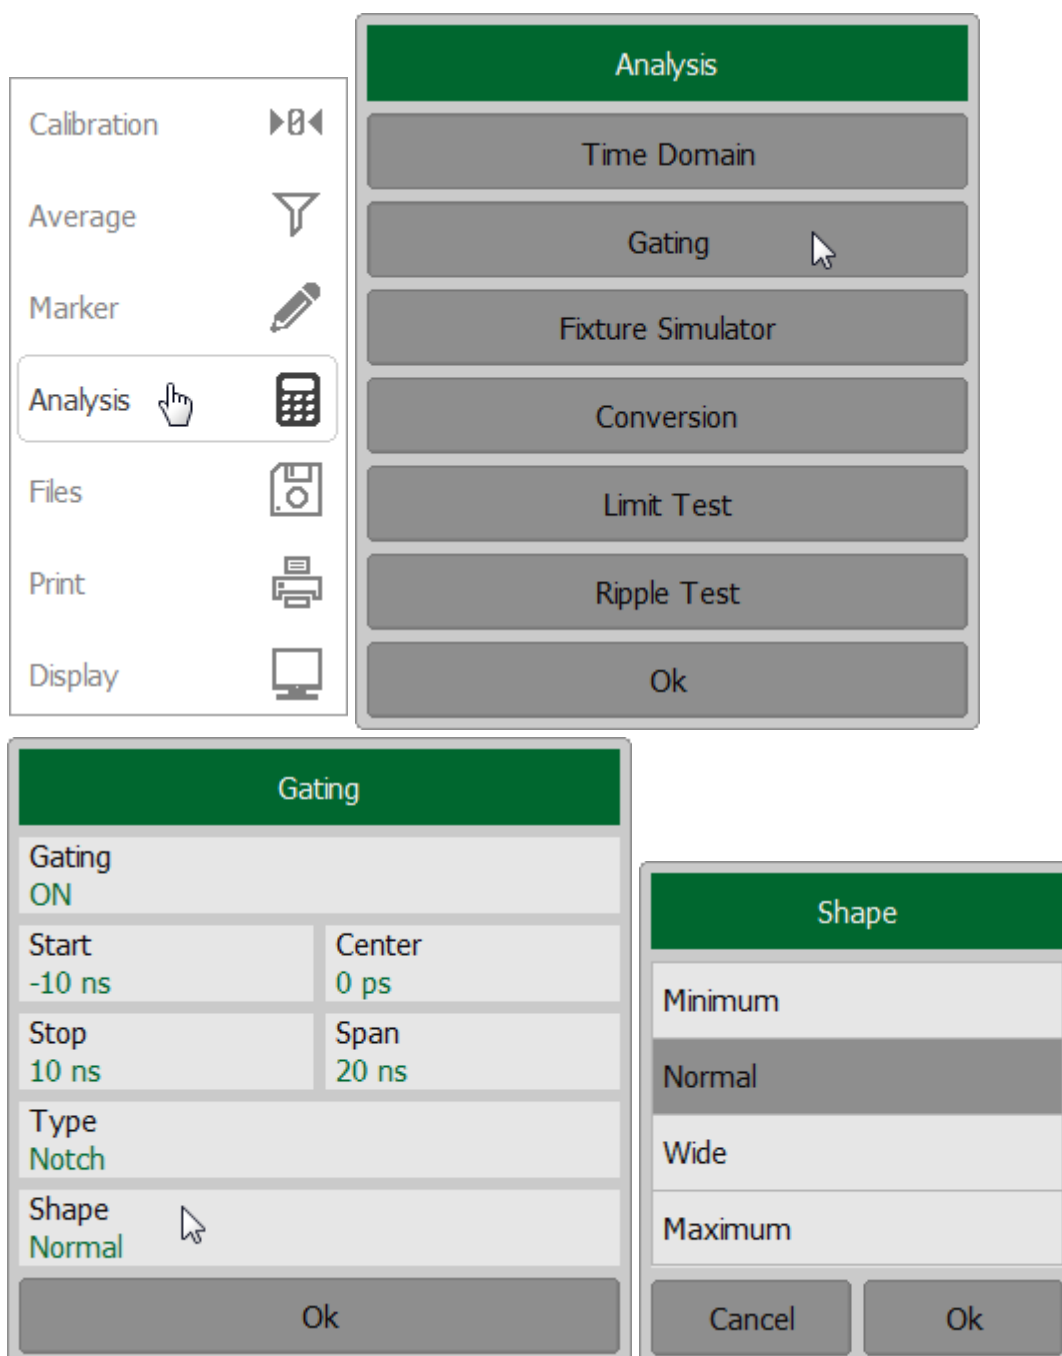 Calibration
Average
Marker
Analysis
Files
Print
Display
Analysis
Time Domain
Gating
Fixture Simulator
Conversion
Limit Test
Ripple Test
Ok
Gating
Gating
ON
Start
-10 ns
Center
0 ps
Stop
10 ns
Span
20 ns
Type
Notch
Shape
Normal
Ok
Shape
Minimum
Normal
Wide
Maximum
Cancel
Ok